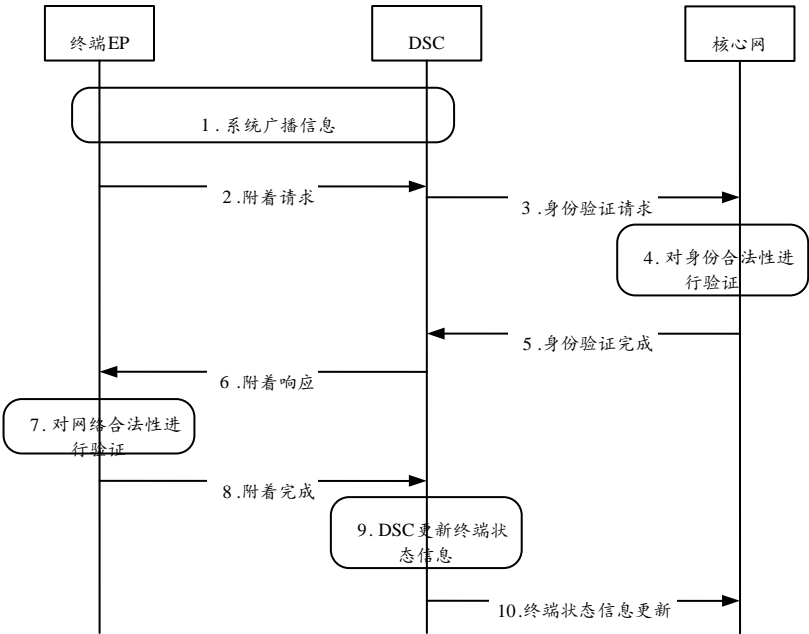 终端EP
DSC
核心网
1.系统广播信息
2.附着请求
3.身份验证请求
4.对身份合法性进
行验证
5.身份验证完成
6.附着响应
7.对网络合法性进
行验证
8.附着完成
9.DSC更新终端状
态信息
10.终端状态信息更新